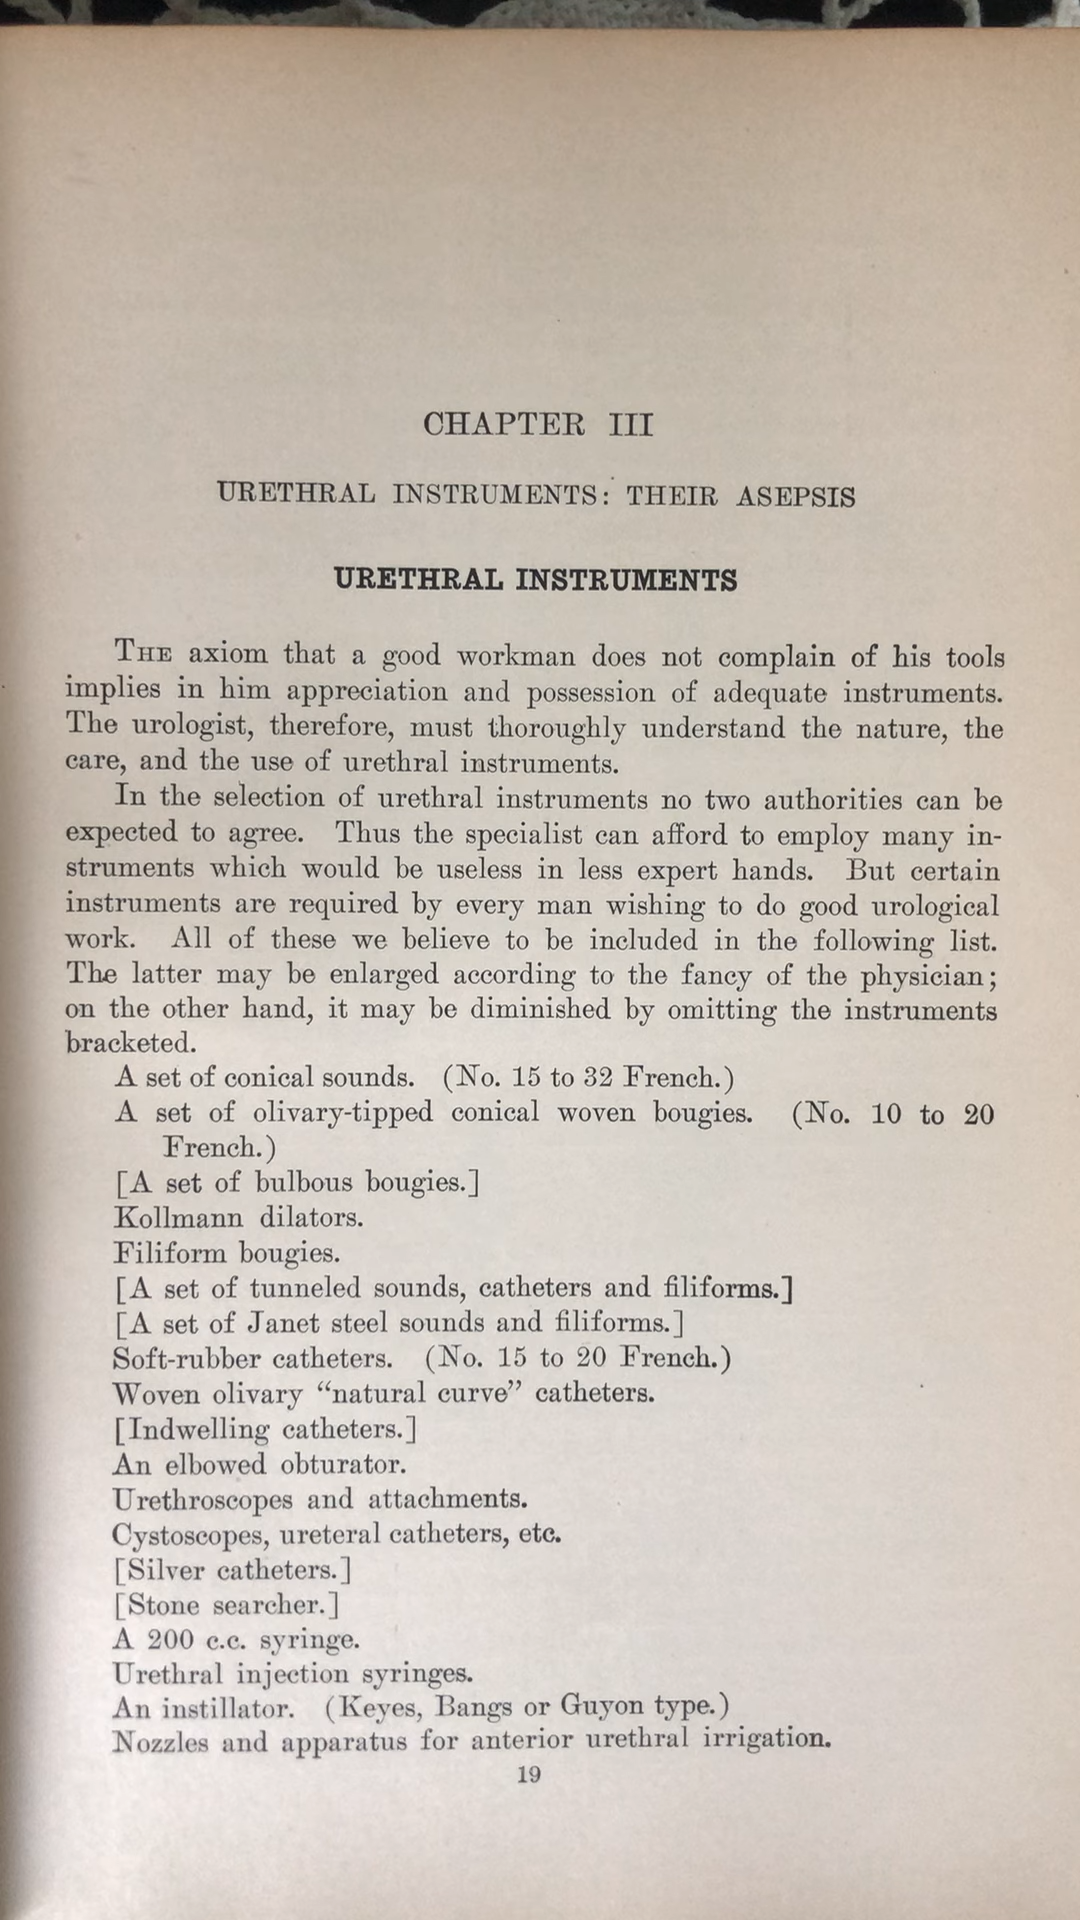 CHAPTER III
URETHRAL INSTRUMENTS: THEIR ASEPSIS
URETHRAL INSTRUMENTS
THE axiom that a good workman does not complain of his tools
implies in him appreciation and possession of adequate instruments.
The urologist, therefore, must thoroughly understand the nature, the
care, and the use of urethral instruments.
In the selection of urethral instruments no two authorities can be
expected to agree. Thus the specialist can afford to employ many in-
struments which would be useless in less expert hands. But certain
instruments are required by every man wishing to do good urological
work. All of these we believe to be included in the following list.
The latter may be enlarged according to the fancy of the physician;
on the other hand, it may be diminished by omitting the instruments
bracketed.
A set of conical sounds. (No. 15 to 32 French.)
A set of olivary-tipped conical woven bougies. (No. 10 to 20
French.)
[A set of bulbous bougies.]
Kollmann dilators.
Filiform bougies.
[A set of tunneled sounds, catheters and filiforms.]
[A set of Janet steel sounds and filiforms.]
Soft-rubber catheters. (No. 15 to 20 French.)
Woven olivary “natural curve” catheters.
[Indwelling catheters.]
An elbowed obturator.
Urethroscopes and attachments.
Cystoscopes, ureteral catheters, etc.
[Silver catheters.]
[Stone searcher.]
A 200 c.c. syringe.
Urethral injection syringes.
An instillator. (Keyes, Bangs or Guyon type.)
Nozzles and apparatus for anterior urethral irrigation.
19